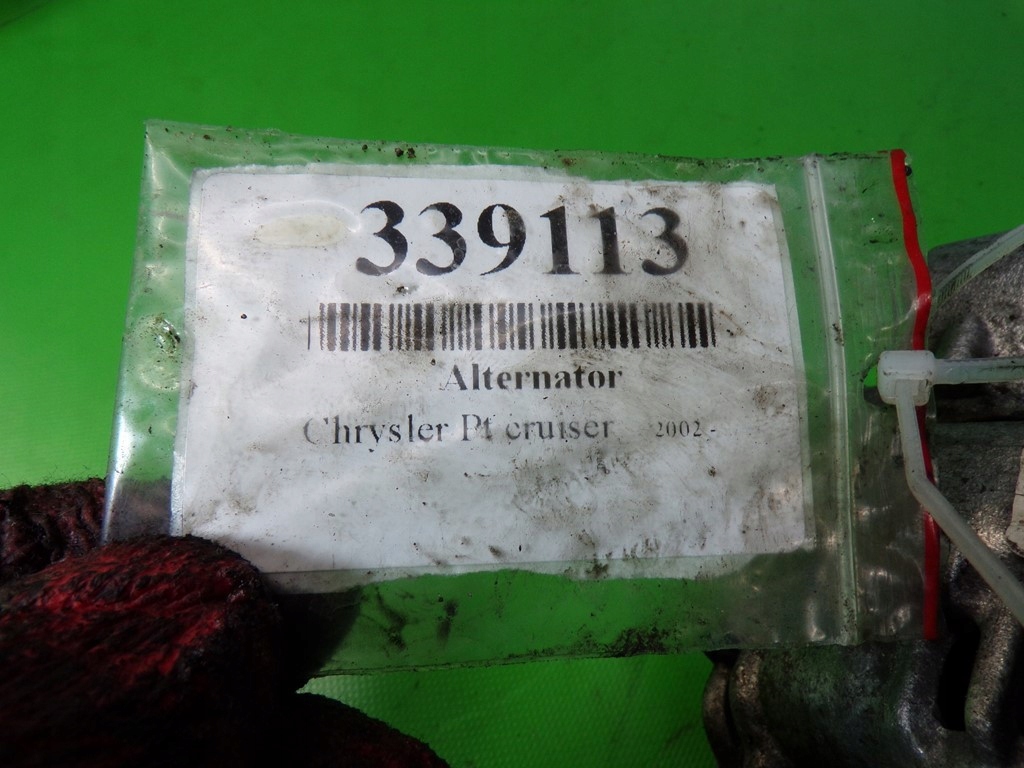 339113
Alternator
Chrysler Pt cruiser 2002 -